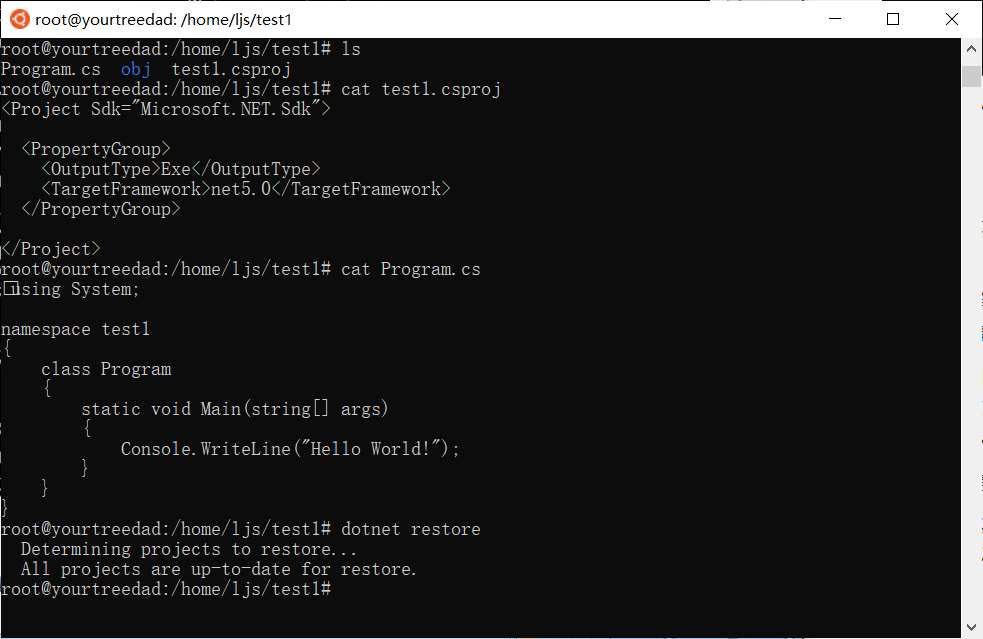 root@yourtreedad: /home/ljs/test1
root@yourtreedad:/home/ljs/test1# ls
Program.cs  obj  test1.csproj
root@yourtreedad:/home/ljs/test1# cat test1.csproj
<Project Sdk="Microsoft.NET.Sdk">
  <PropertyGroup>
    <OutputType>Exe</OutputType>
    <TargetFramework>net5.0</TargetFramework>
  </PropertyGroup>
</Project>
root@yourtreedad:/home/ljs/test1# cat Program.cs
using System;
namespace test1
{
    class Program
    {
        static void Main(string[] args)
        {
            Console.WriteLine("Hello World!");
        }
    }
}
root@yourtreedad:/home/ljs/test1# dotnet restore
  Determining projects to restore...
  All projects are up-to-date for restore.
root@yourtreedad:/home/ljs/test1#